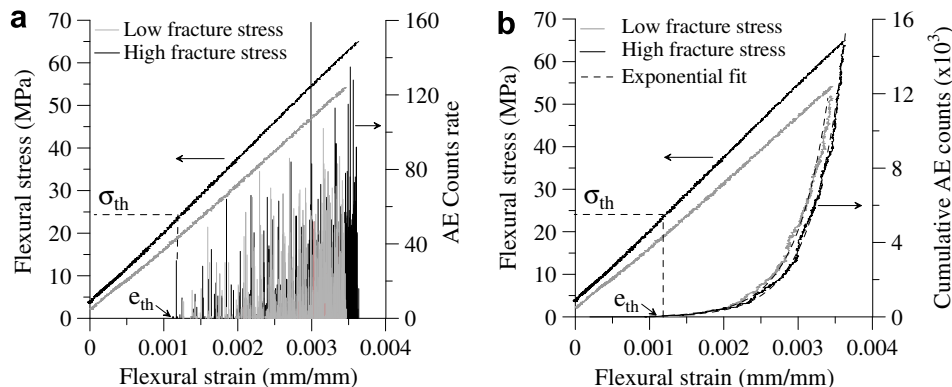 a
70
60
50
40
30
20
10
0
Flexural stress (MPa)
Low fracture stress
High fracture stress
σth
eth
160
120
80
40
0
AE Counts rate
0 0.001 0.002 0.003 0.004
Flexural strain (mm/mm)
b
70
60
50
40
30
20
10
0
Flexural stress (MPa)
Low fracture stress
High fracture stress
Exponential fit
σth
eth
16
12
8
4
0
Cumulative AE counts (x10³)
0 0.001 0.002 0.003 0.004
Flexural strain (mm/mm)